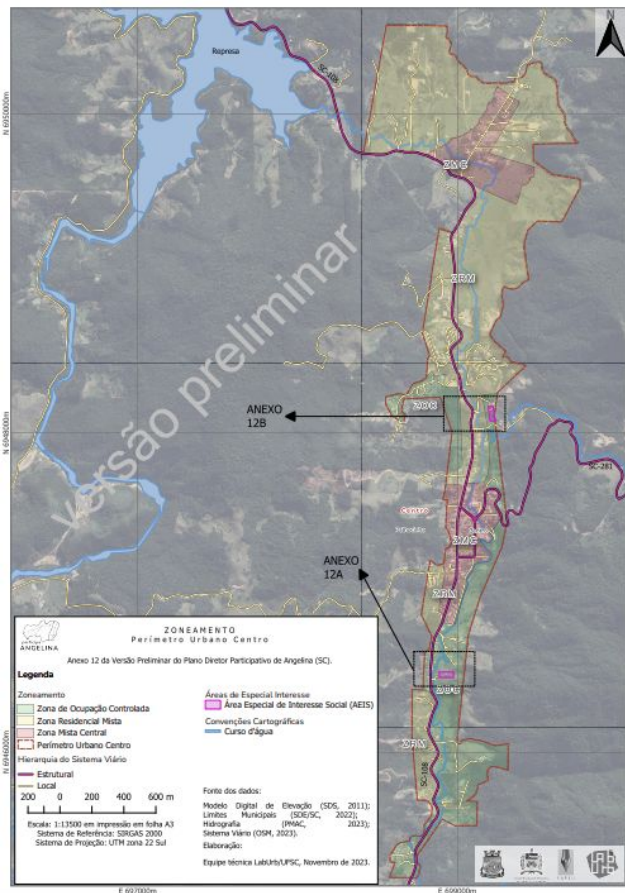 N
Represa
SC-108
N 6950000m
ZMC
ZRM
versão preliminar
ANEXO
12B
ZOC
N 6948000m
SC-281
Centro
ZMC
ANEXO
12A
ZRM
ZOC
ZRM
SC-108
N 6946000m
ANGELINA
ZONEAMENTO
Perímetro Urbano Centro
Anexo 12 da Versão Preliminar do Plano Diretor Participativo de Angelina (SC).
Legenda
Zoneamento
Zona de Ocupação Controlada
Zona Residencial Mista
Zona Mista Central
Perímetro Urbano Centro
Hierarquia do Sistema Viário
Estrutural
Local
200 0 200 400 600 m
Escala: 1:13500 em impressão em folha A3
Sistema de Referência: SIRGAS 2000
Sistema de Projeção: UTM zona 22 Sul
Áreas de Especial Interesse
Área Especial de Interesse Social (AEIS)
Convenções Cartográficas
Curso d'água
Fonte dos dados:
Modelo Digital de Elevação (SDS, 2011);
Limites Municipais (SDE/SC, 2022);
Hidrografia (PMAC, 2023);
Sistema Viário (OSM, 2023).
Elaboração:
Equipe técnica LabUrb/UFSC, Novembro de 2023.
E 697000m
E 699000m